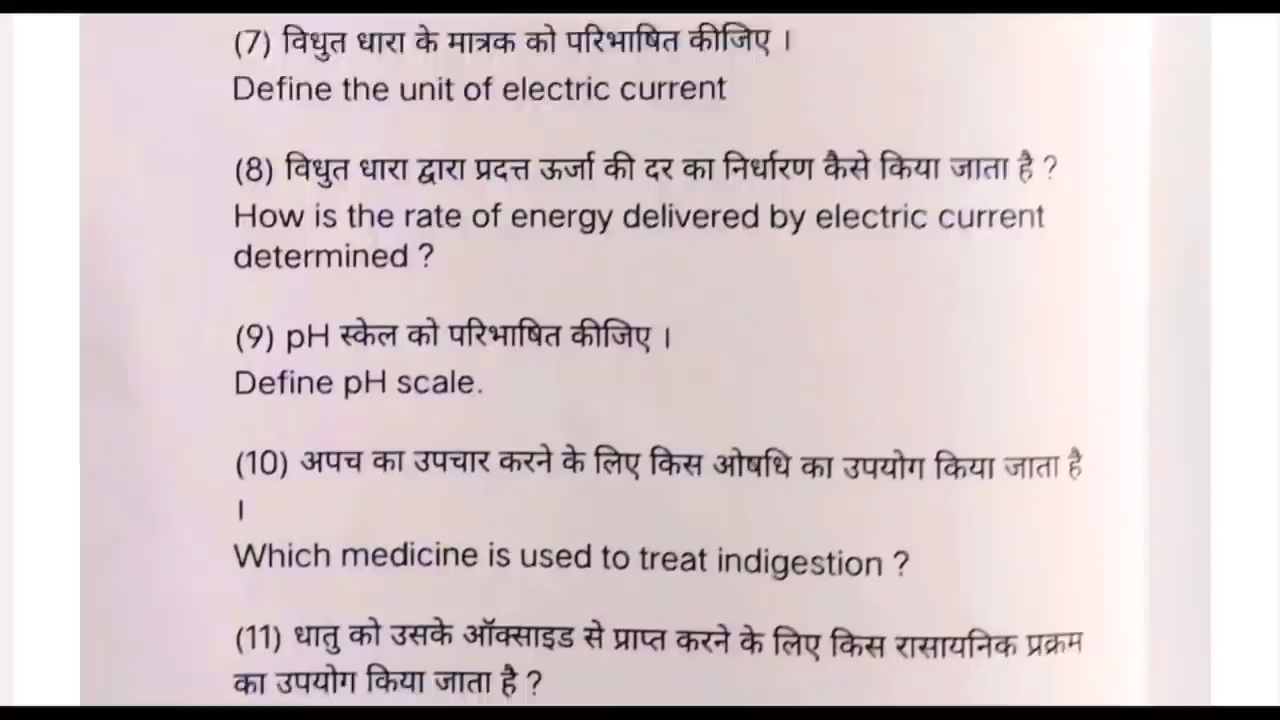 (7) विधुत धारा के मात्रक को परिभाषित कीजिए ।
Define the unit of electric current
(8) विधुत धारा द्वारा प्रदत्त ऊर्जा की दर का निर्धारण कैसे किया जाता है ?
How is the rate of energy delivered by electric current
determined ?
(9) pH स्केल को परिभाषित कीजिए ।
Define pH scale.
(10) अपच का उपचार करने के लिए किस ओषधि का उपयोग किया जाता है
।
Which medicine is used to treat indigestion ?
(11) धातु को उसके ऑक्साइड से प्राप्त करने के लिए किस रासायनिक प्रक्रम
का उपयोग किया जाता है ?